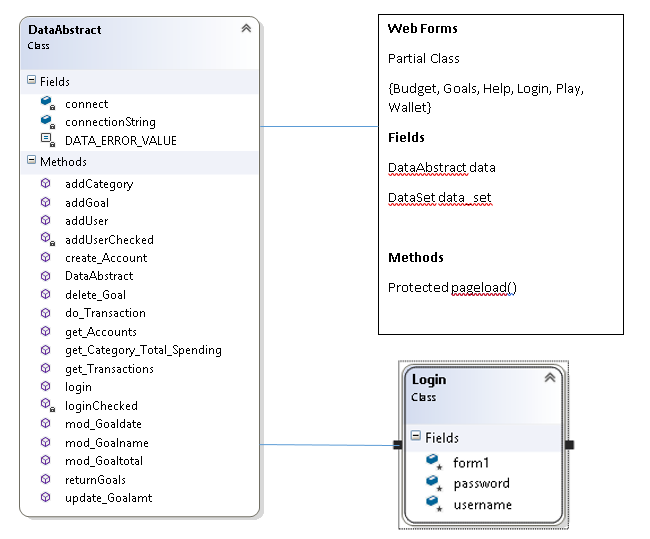 DataAbstract
Class
Fields
connect
connectionString
DATA_ERROR_VALUE
Methods
addCategory
addGoal
addUser
addUserChecked
create_Account
DataAbstract
delete_Goal
do_Transaction
get_Accounts
get_Category_Total_Spending
get_Transactions
login
loginChecked
mod_Goaldate
mod_Goalname
mod_Goaltotal
returnGoals
update_Goalamt
Web Forms
Partial Class
{Budget, Goals, Help, Login, Play,
Wallet}
Fields
DataAbstract data
DataSet data_set
Methods
Protected pageload()
Login
Class
Fields
form1
password
username